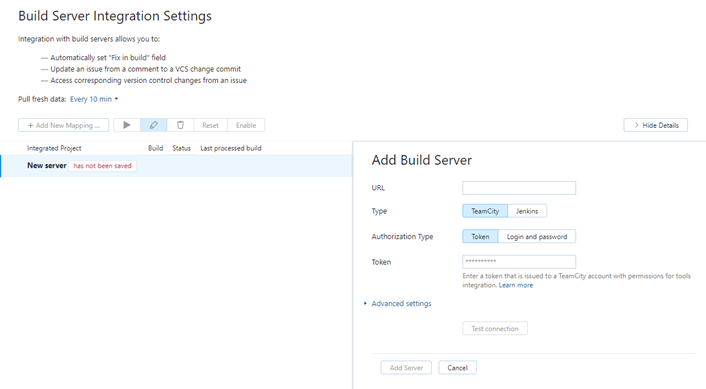 Build Server Integration Settings
Integration with build servers allows you to:
— Automatically set "Fix in build" field
— Update an issue from a comment to a VCS change commit
— Access corresponding version control changes from an issue
Pull fresh data: Every 10 min
+ Add New Mapping ...
Reset
Enable
Hide Details
Integrated Project Build Status Last processed build
New server has not been saved
Add Build Server
URL
Type TeamCity Jenkins
Authorization Type Token Login and password
Token **********
Enter a token that is issued to a TeamCity account with permissions for tools
integration. Learn more
Advanced settings
Test connection
Add Server Cancel